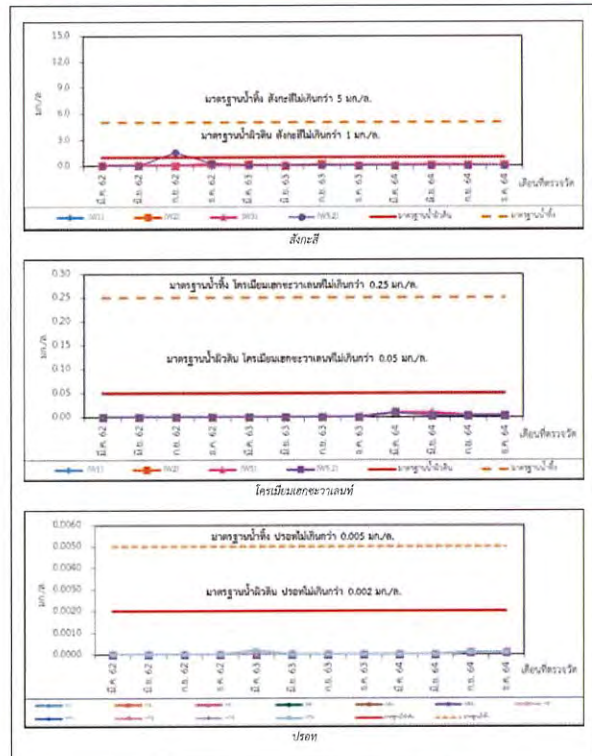 15.0
12.0
9.0
6.0
3.0
0.0
มก./ล.
มาตรฐานน้ำทิ้ง สังกะสีไม่เกินกว่า 5 มก./ล.
มาตรฐานน้ำผิวดิน สังกะสีไม่เกินกว่า 1 มก./ล.
มี.ค. 62
มิ.ย. 62
ก.ย. 62
ธ.ค. 62
มี.ค. 63
มิ.ย. 63
ก.ย. 63
ธ.ค. 63
มี.ค. 64
มิ.ย. 64
ก.ย. 64
ธ.ค. 64
เดือนที่ตรวจวัด
(W1) (W2) (W5) (W5.2) มาตรฐานน้ำผิวดิน มาตรฐานน้ำทิ้ง
สังกะสี
0.30
0.25
0.20
0.15
0.10
0.05
0.00
มก./ล.
มาตรฐานน้ำทิ้ง โครเมียมเฮกซะวาเลนท์ไม่เกินกว่า 0.25 มก./ล.
มาตรฐานน้ำผิวดิน โครเมียมเฮกซะวาเลนท์ไม่เกินกว่า 0.05 มก./ล.
มี.ค. 62
มิ.ย. 62
ก.ย. 62
ธ.ค. 62
มี.ค. 63
มิ.ย. 63
ก.ย. 63
ธ.ค. 63
มี.ค. 64
มิ.ย. 64
ก.ย. 64
ธ.ค. 64
เดือนที่ตรวจวัด
(W1) (W2) (W5) (W5.2) มาตรฐานน้ำผิวดิน มาตรฐานน้ำทิ้ง
โครเมียมเฮกซะวาเลนท์
0.0060
0.0050
0.0040
0.0030
0.0020
0.0010
0.0000
มก./ล.
มาตรฐานน้ำทิ้ง ปรอทไม่เกินกว่า 0.005 มก./ล.
มาตรฐานน้ำผิวดิน ปรอทไม่เกินกว่า 0.002 มก./ล.
มี.ค. 62
มิ.ย. 62
ก.ย. 62
ธ.ค. 62
มี.ค. 63
มิ.ย. 63
ก.ย. 63
ธ.ค. 63
มี.ค. 64
มิ.ย. 64
ก.ย. 64
ธ.ค. 64
เดือนที่ตรวจวัด
ปรอท